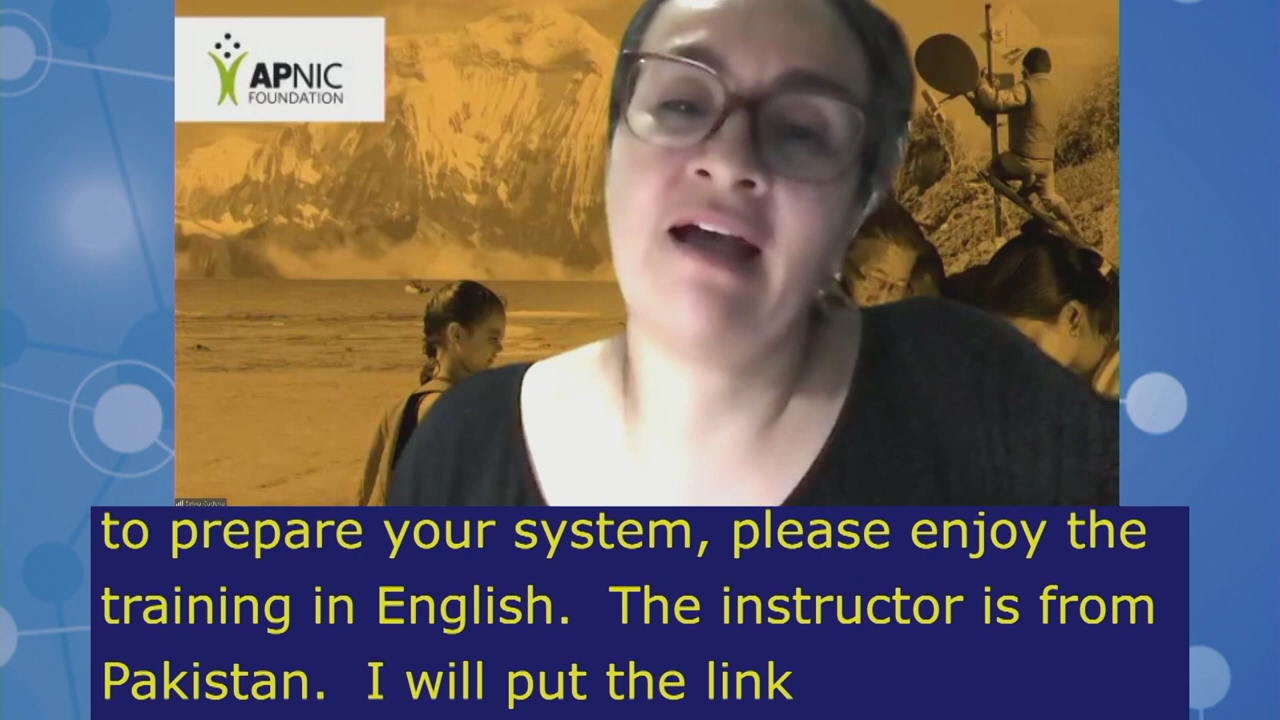 APNIC
FOUNDATION
to prepare your system, please enjoy the
training in English.  The instructor is from
Pakistan.  I will put the link